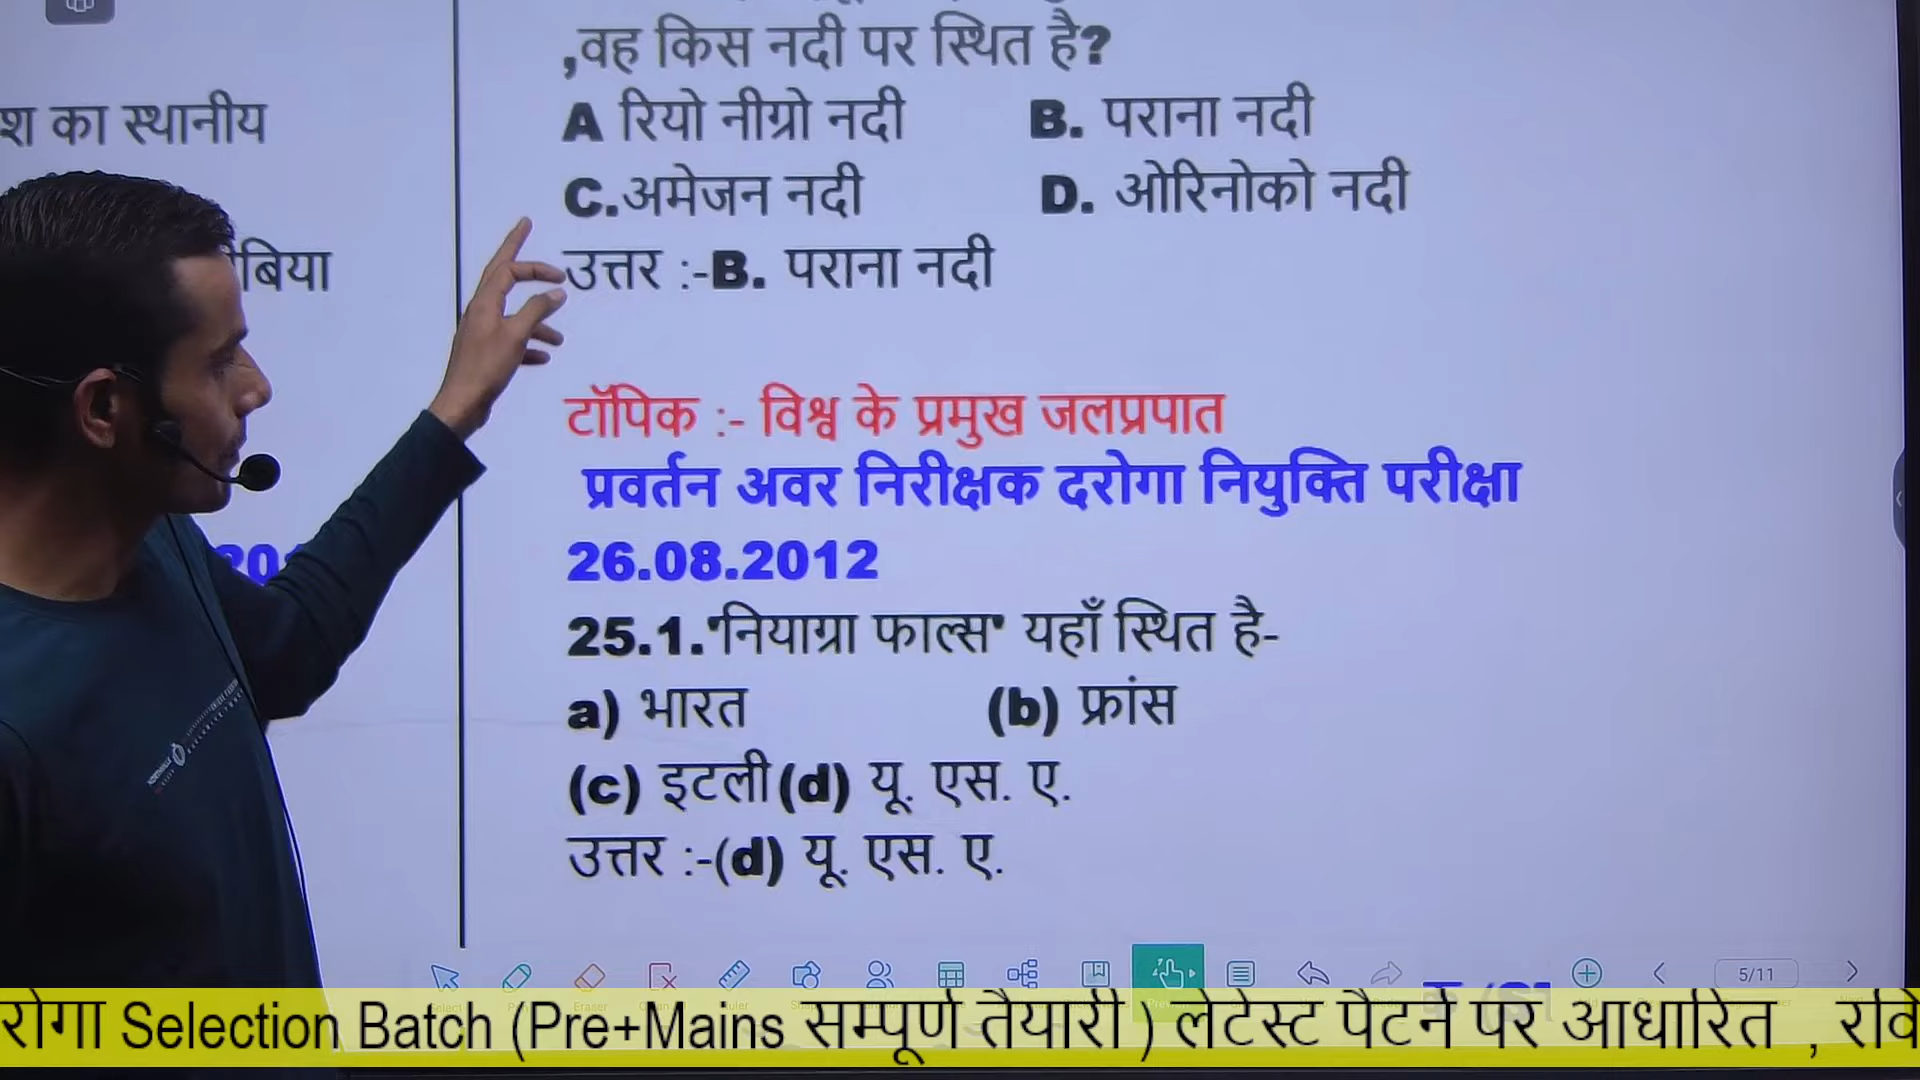 श का स्थानीय
बिया
,वह किस नदी पर स्थित है?
A रियो नीग्रो नदी B. पराना नदी
C.अमेजन नदी D. ओरिनोको नदी
उत्तर :-B. पराना नदी
टॉपिक :- विश्व के प्रमुख जलप्रपात
प्रवर्तन अवर निरीक्षक दरोगा नियुक्ति परीक्षा
26.08.2012
25.1.'नियाग्रा फाल्स' यहाँ स्थित है-
a) भारत (b) फ्रांस
(c) इटली(d) यू. एस. ए.
उत्तर :-(d) यू. एस. ए.
5/11
रोगा Selection Batch (Pre+Mains सम्पूर्ण तैयारी ) लेटेस्ट पैटर्न पर आधारित , रवि